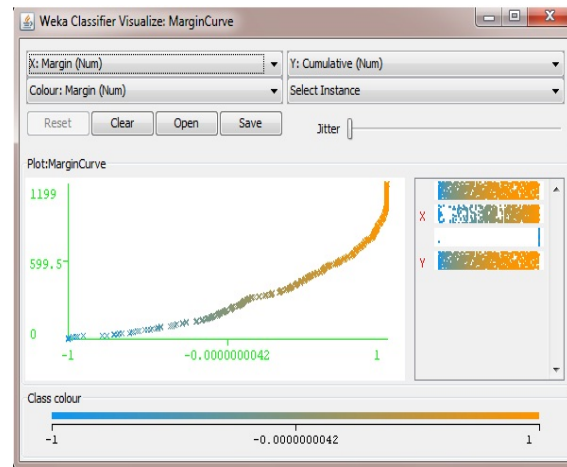 Weka Classifier Visualize: MarginCurve
X: Margin (Num) Y: Cumulative (Num)
Colour: Margin (Num) Select Instance
Reset Clear Open Save Jitter
Plot:MarginCurve
1199
599.5
0
-1 -0.0000000042 1
X
Y
Class colour
-1 -0.0000000042 1